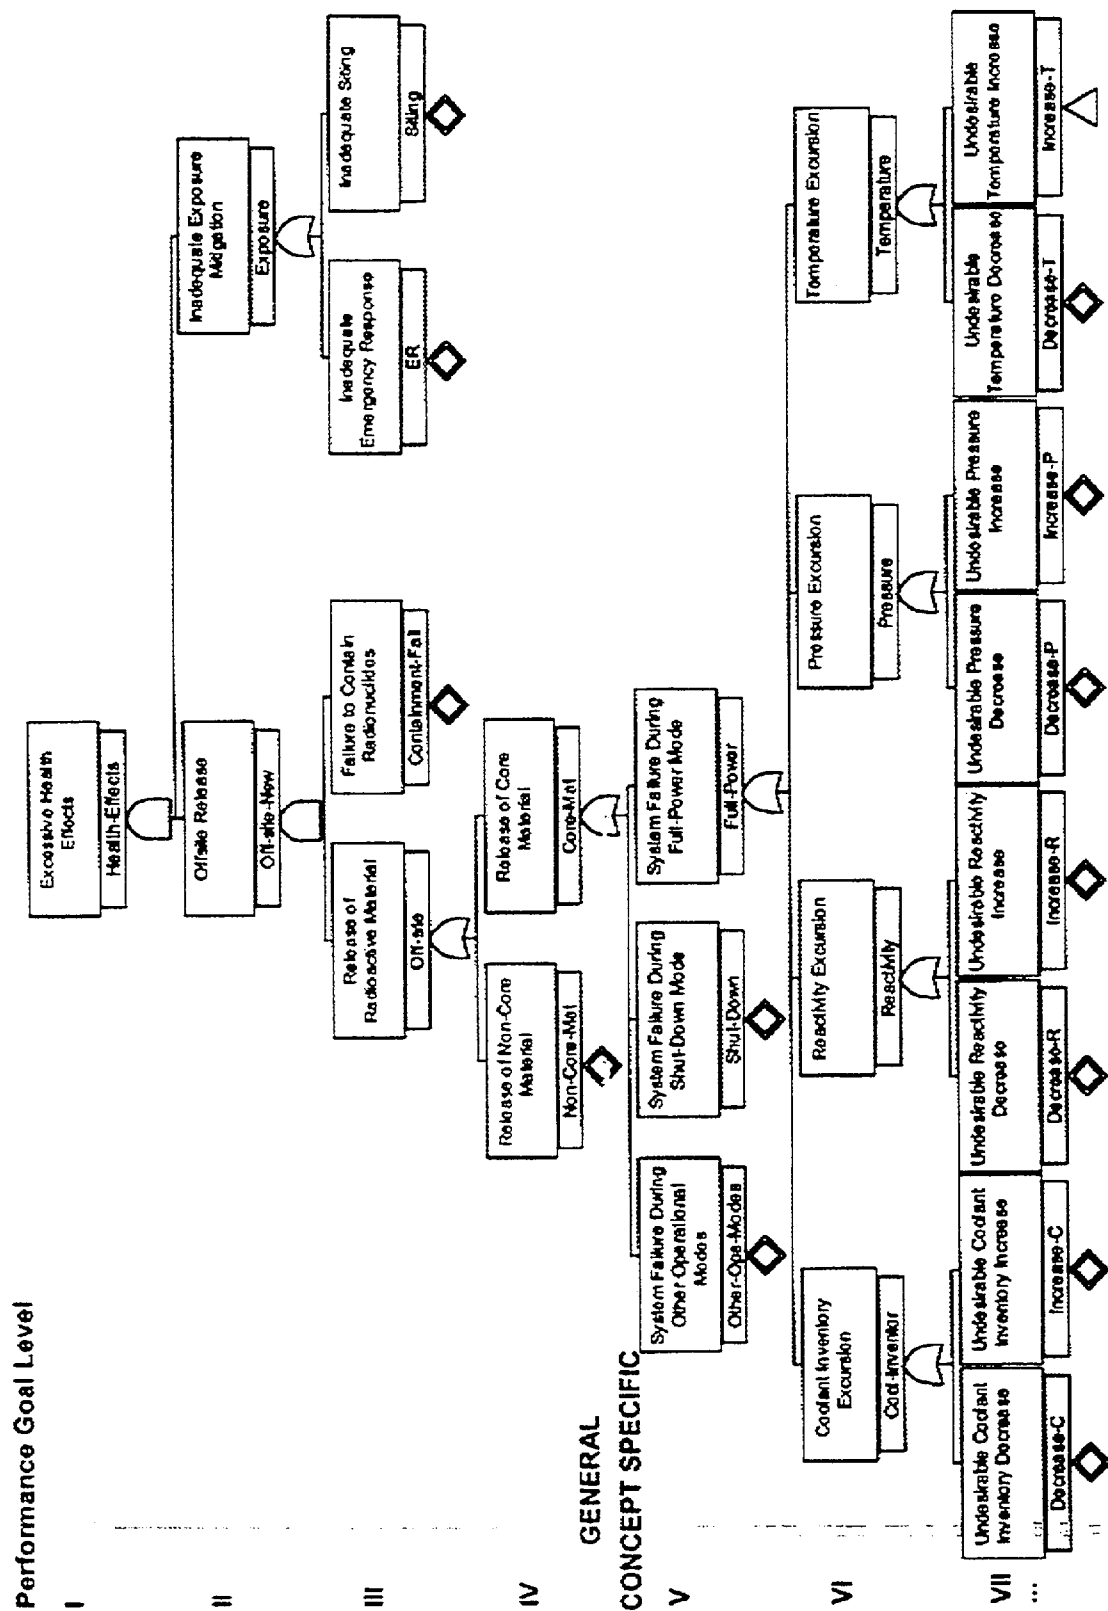 Performance Goal Level
I
Excessive Health
Effects
Health-Effects
II
Offsite Release
Off-site-New
Inadequate Exposure
Mitigation
Exposure
III
Release of
Radioactive Material
Off-site
Failure to Contain
Radionuclides
Containment-Fail
Inadequate
Emergency Response
ER
Inadequate Siting
Siting
IV
Release of Non-Core
Material
Non-Core-Mat
Release of Core
Material
Core-Mat
GENERAL
CONCEPT SPECIFIC
V
System Failure During
Other Operational
Modes
Other-Ops-Modes
System Failure During
Shut-Down Mode
Shut-Down
System Failure During
Full-Power Mode
Full-Power
VI
Coolant Inventory
Excursion
Cool-Inventor
Reactivity Excursion
Reactivity
Pressure Excursion
Pressure
Temperature Excursion
Temperature
VII
...
Undesirable Coolant
Inventory Decrease
Decrease-C
Undesirable Coolant
Inventory Increase
Increase-C
Undesirable Reactivity
Decrease
Decrease-R
Undesirable Reactivity
Increase
Increase-R
Undesirable Pressure
Decrease
Decrease-P
Undesirable Pressure
Increase
Increase-P
Undesirable
Temperature Decrease
Decrease-T
Undesirable
Temperature Increase
Increase-T